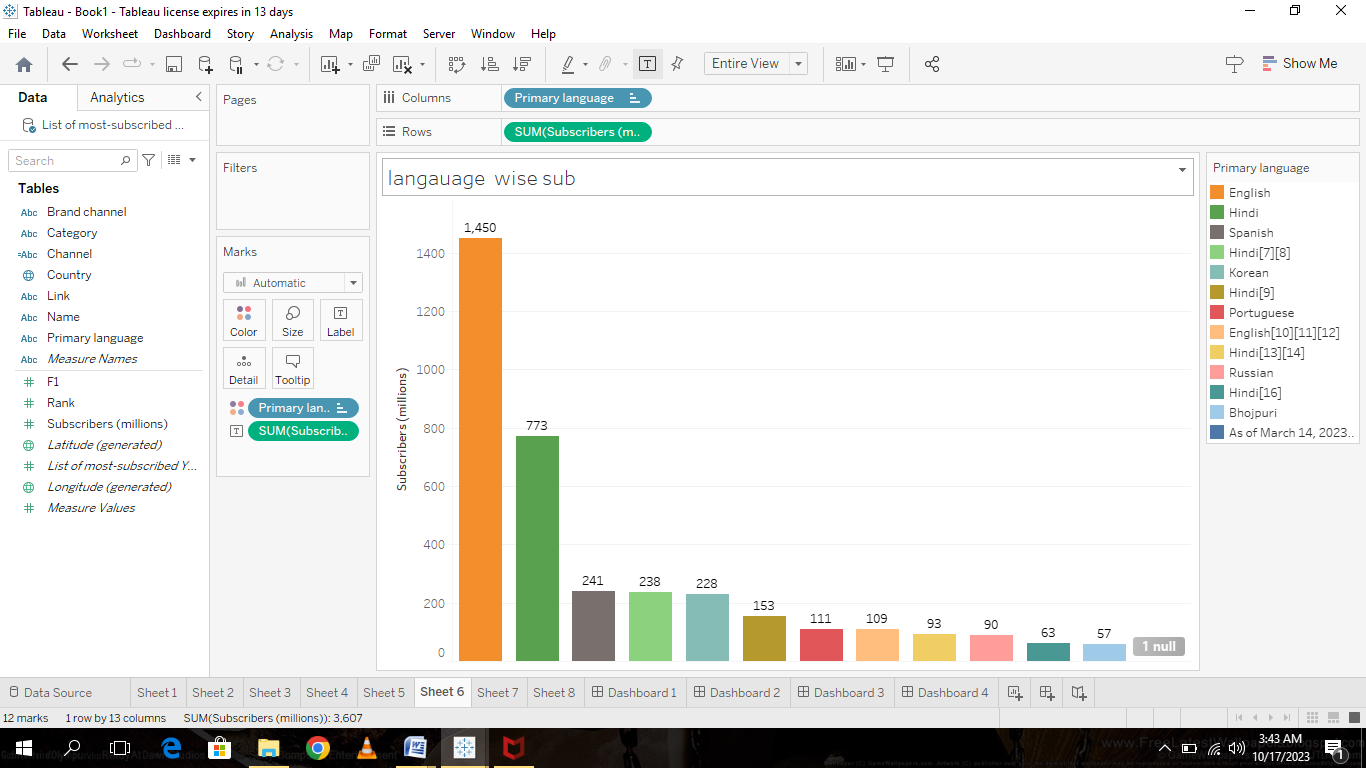 Tableau - Book1 - Tableau license expires in 13 days
File Data Worksheet Dashboard Story Analysis Map Format Server Window Help
Entire View
Show Me
Data Analytics
List of most-subscribed ...
Search
Tables
Abc Brand channel
Abc Category
=Abc Channel
Country
Abc Link
Abc Name
Abc Primary language
Abc Measure Names
# F1
# Rank
# Subscribers (millions)
Latitude (generated)
# List of most-subscribed Y...
Longitude (generated)
# Measure Values
Pages
Filters
Marks
Automatic
Color Size Label
Detail Tooltip
Primary lan..
SUM(Subscrib..
Columns Primary language
Rows SUM(Subscribers (m..
langauage wise sub
Subscribers (millions)
1400
1200
1000
800
600
400
200
0
1,450 773 241 238 228 153 111 109 93 90 63 57
1 null
Primary language
English
Hindi
Spanish
Hindi[7][8]
Korean
Hindi[9]
Portuguese
English[10][11][12]
Hindi[13][14]
Russian
Hindi[16]
Bhojpuri
As of March 14, 2023..
Data Source Sheet 1 Sheet 2 Sheet 3 Sheet 4 Sheet 5 Sheet 6 Sheet 7 Sheet 8 Dashboard 1 Dashboard 2 Dashboard 3 Dashboard 4
12 marks 1 row by 13 columns SUM(Subscribers (millions)): 3,607
3:43 AM
10/17/2023
1